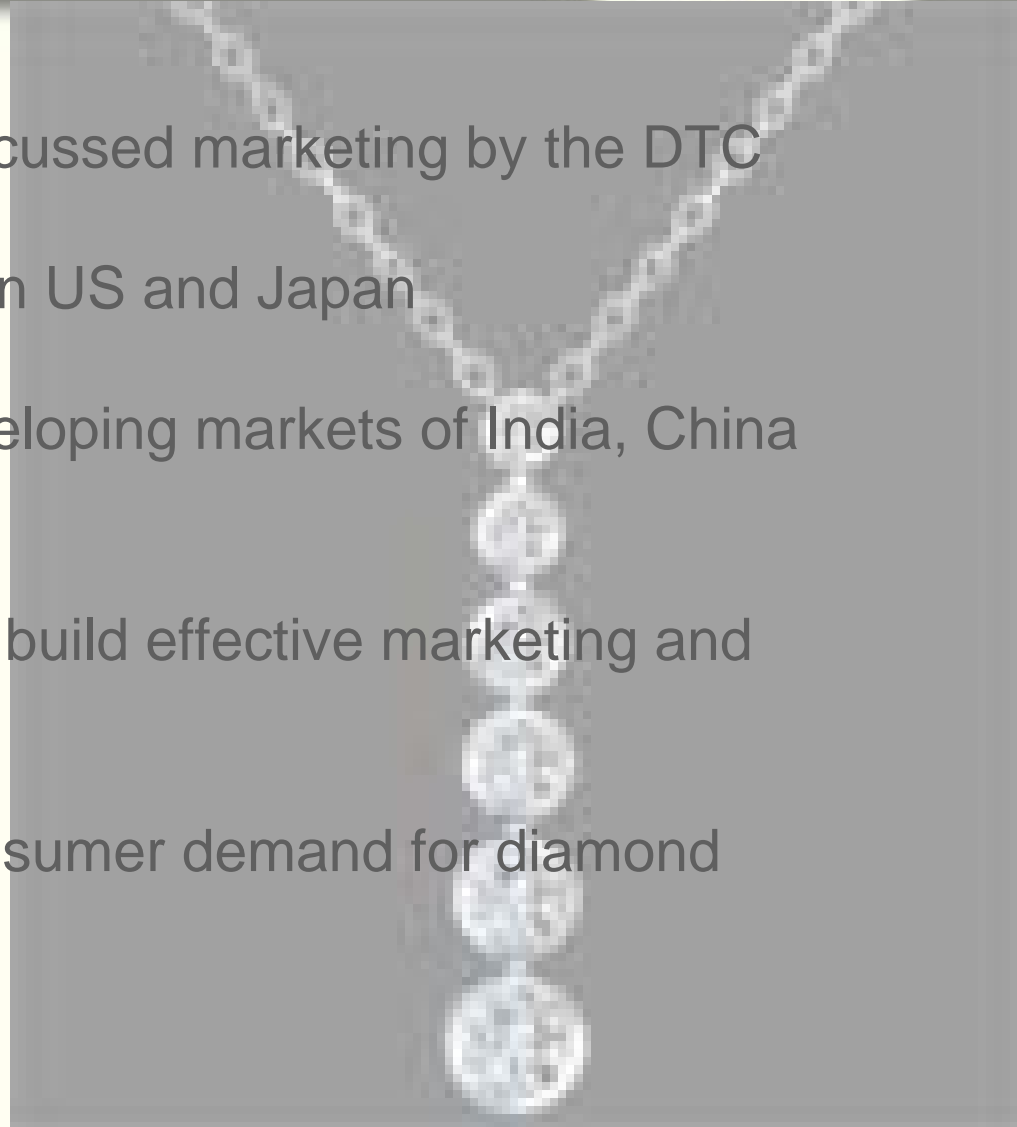 cussed marketing by the DTC
n US and Japan
eloping markets of India, China
build effective marketing and
sumer demand for diamond